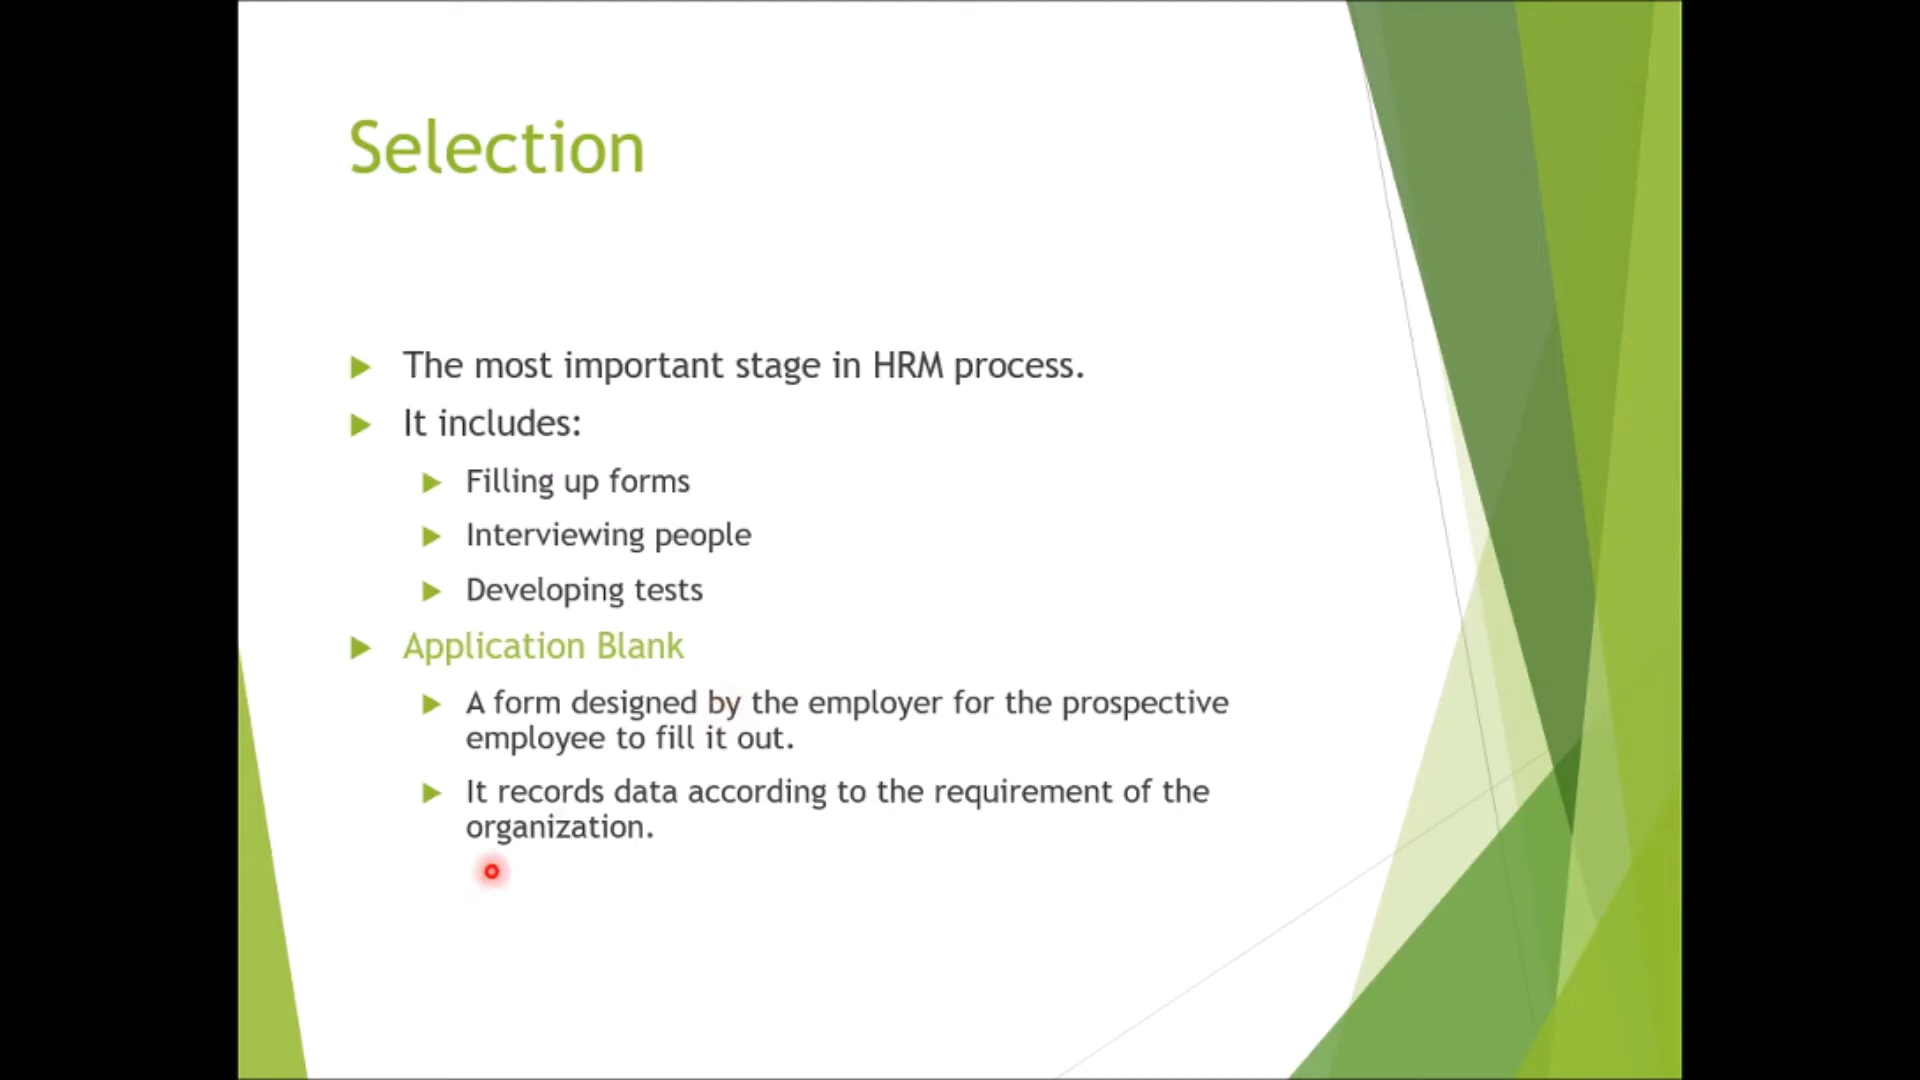 Selection
The most important stage in HRM process.
It includes:
Filling up forms
Interviewing people
Developing tests
Application Blank
A form designed by the employer for the prospective
employee to fill it out.
It records data according to the requirement of the
organization.